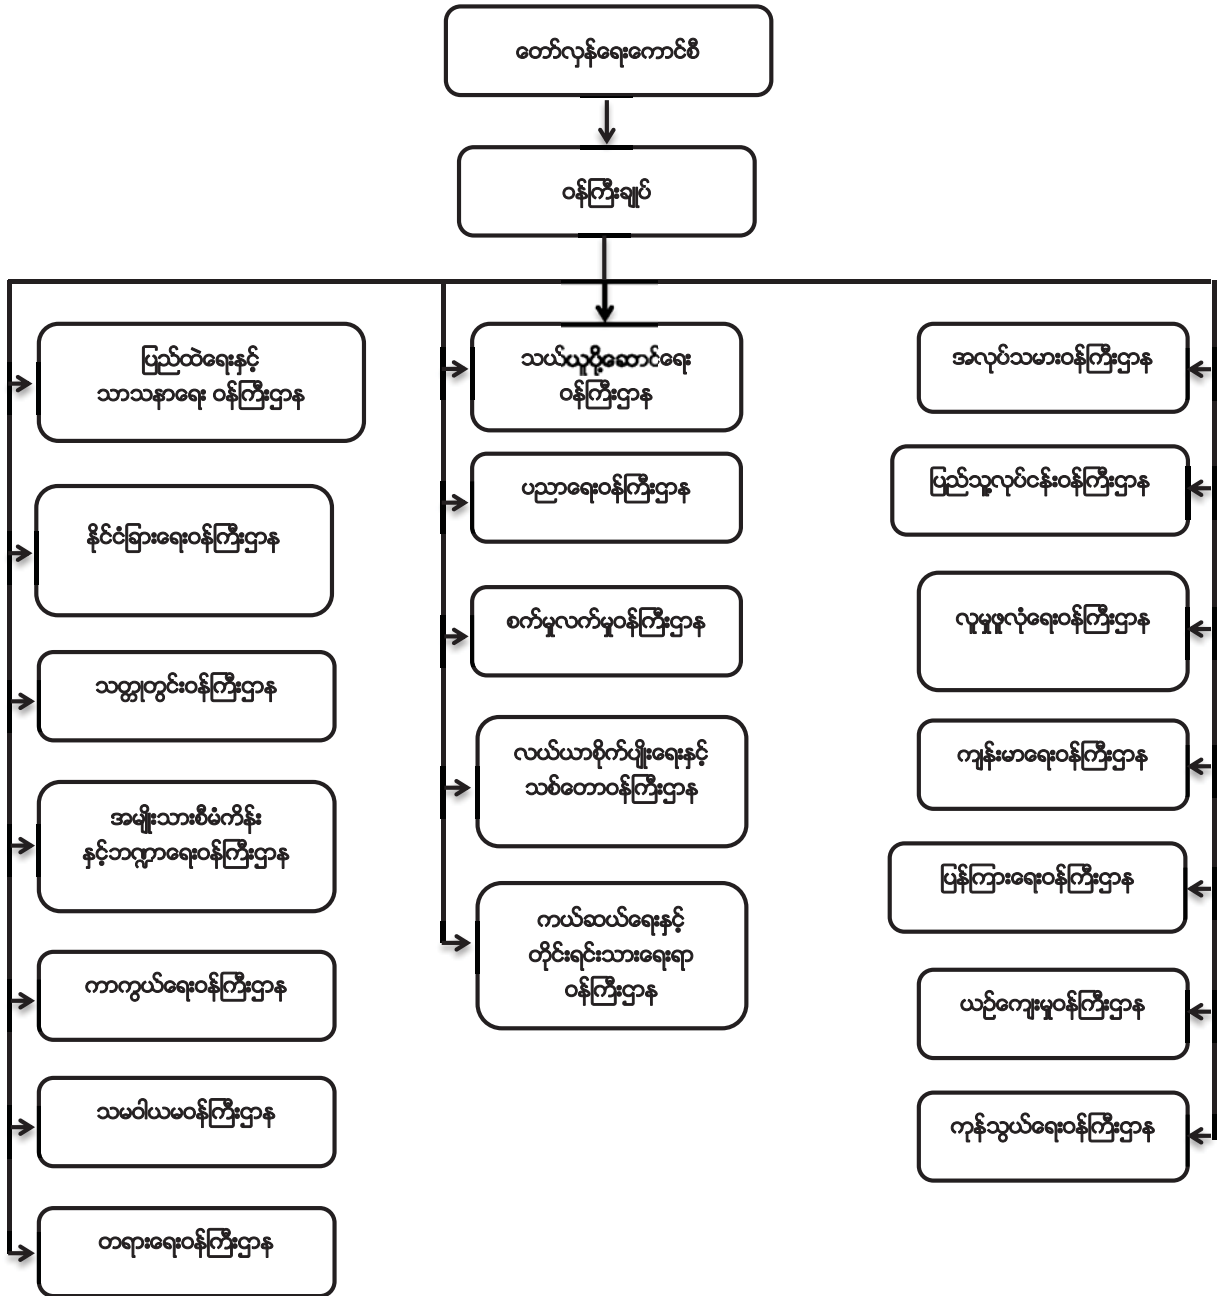 တော်လှန်ရေးကောင်စီ
ဝန်ကြီးချုပ်
ပြည်ထဲရေးနှင့်
သာသနာရေး ဝန်ကြီးဌာန
နိုင်ငံခြားရေးဝန်ကြီးဌာန
သတ္တုတွင်းဝန်ကြီးဌာန
အမျိုးသားစီမံကိန်း
နှင့်ဘဏ္ဍာရေးဝန်ကြီးဌာန
ကာကွယ်ရေးဝန်ကြီးဌာန
သမဝါယမဝန်ကြီးဌာန
တရားရေးဝန်ကြီးဌာန
သယ်ယူပို့ဆောင်ရေး
ဝန်ကြီးဌာန
ပညာရေးဝန်ကြီးဌာန
စက်မှုလက်မှုဝန်ကြီးဌာန
လယ်ယာစိုက်ပျိုးရေးနှင့်
သစ်တောဝန်ကြီးဌာန
ကယ်ဆယ်ရေးနှင့်
တိုင်းရင်းသားရေးရာ
ဝန်ကြီးဌာန
အလုပ်သမားဝန်ကြီးဌာန
ပြည်သူ့လုပ်ငန်းဝန်ကြီးဌာန
လူမှုဖူလုံရေးဝန်ကြီးဌာန
ကျန်းမာရေးဝန်ကြီးဌာန
ပြန်ကြားရေးဝန်ကြီးဌာန
ယဉ်ကျေးမှုဝန်ကြီးဌာန
ကုန်သွယ်ရေးဝန်ကြီးဌာန